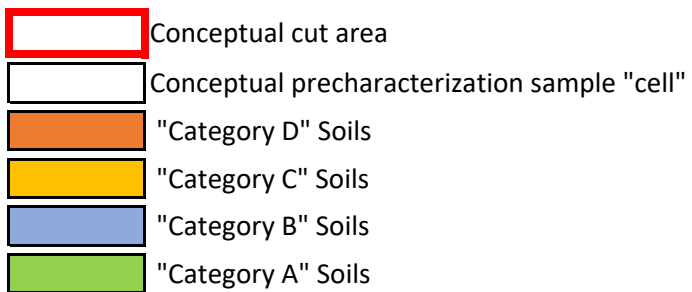 Conceptual cut area
Conceptual precharacterization sample "cell"
"Category D" Soils
"Category C" Soils
"Category B" Soils
"Category A" Soils